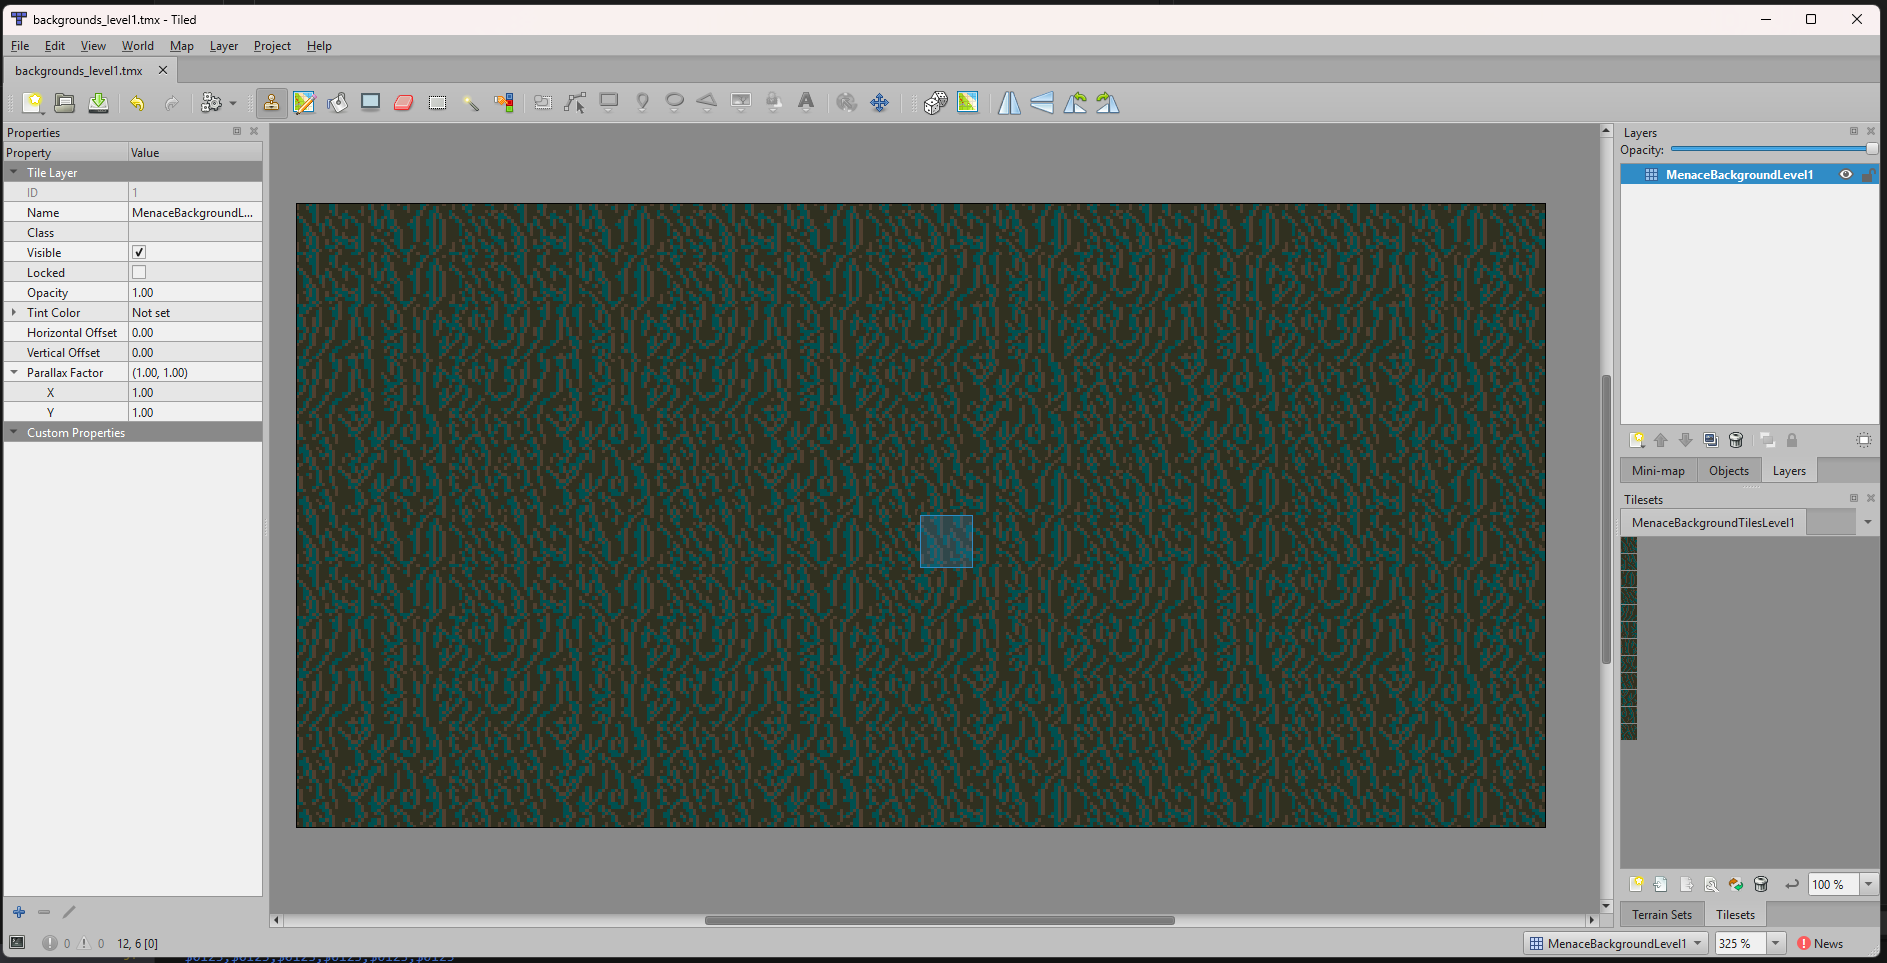 backgrounds_level1.tmx - Tiled
File Edit View World Map Layer Project Help
backgrounds_level1.tmx
Properties
Property Value
Tile Layer
ID 1
Name MenaceBackgroundL...
Class
Visible
Locked
Opacity 1.00
Tint Color Not set
Horizontal Offset 0.00
Vertical Offset 0.00
Parallax Factor (1.00, 1.00)
X 1.00
Y 1.00
Custom Properties
Layers
Opacity:
MenaceBackgroundLevel1
Mini-map Objects Layers
Tilesets
MenaceBackgroundTilesLevel1
100 %
Terrain Sets Tilesets
0 0 12, 6 [0]
MenaceBackgroundLevel1 325 % News